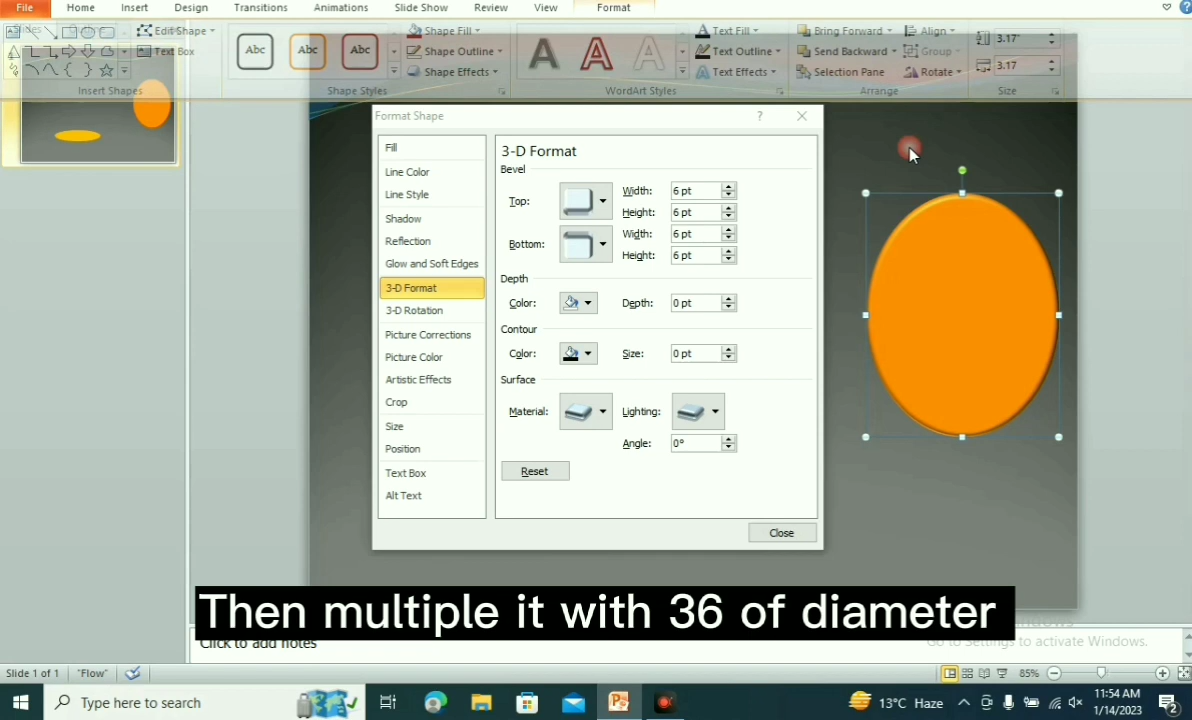 File Home Insert Design Transitions Animations Slide Show Review View Format
Slides Outline Edit Shape Shape Fill Text Fill Bring Forward Align 3.17"
Text Box Abc Abc Abc Shape Outline A A A Text Outline Send Backward Group 3.17
Shape Effects Text Effects Selection Pane Rotate
Insert Shapes Shape Styles WordArt Styles Arrange Size
Format Shape ?
Fill
Line Color
Line Style
Shadow
Reflection
Glow and Soft Edges
3-D Format
3-D Rotation
Picture Corrections
Picture Color
Artistic Effects
Crop
Size
Position
Text Box
Alt Text
3-D Format
Bevel
Top: Width: 6 pt
Height: 6 pt
Bottom: Width: 6 pt
Height: 6 pt
Depth
Color: Depth: 0 pt
Contour
Color: Size: 0 pt
Surface
Material: Lighting:
Angle: 0°
Reset
Close
Then multiple it with 36 of diameter
Click to add notes
Go to Settings to activate Windows.
Slide 1 of 1 "Flow" 85%
Type here to search 13°C Haze 11:54 AM
1/14/2023 2